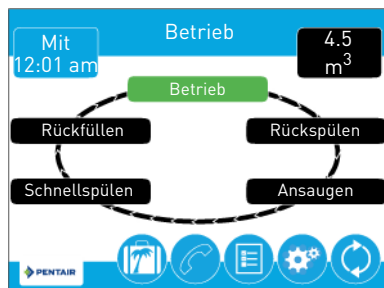 Mit
12:01 am
Betrieb
4.5
m³
Betrieb
Rückfüllen
Rückspülen
Schnellspülen
Ansaugen
PENTAIR